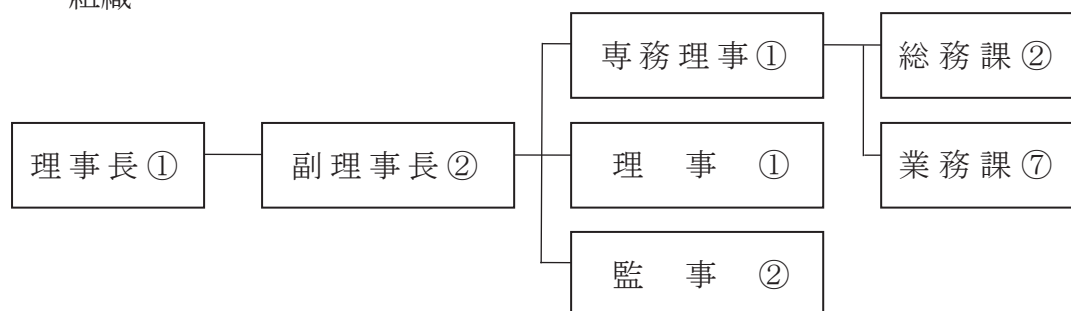 組織
専務理事①
総務課②
理事長①
副理事長②
理事①
業務課⑦
監事②